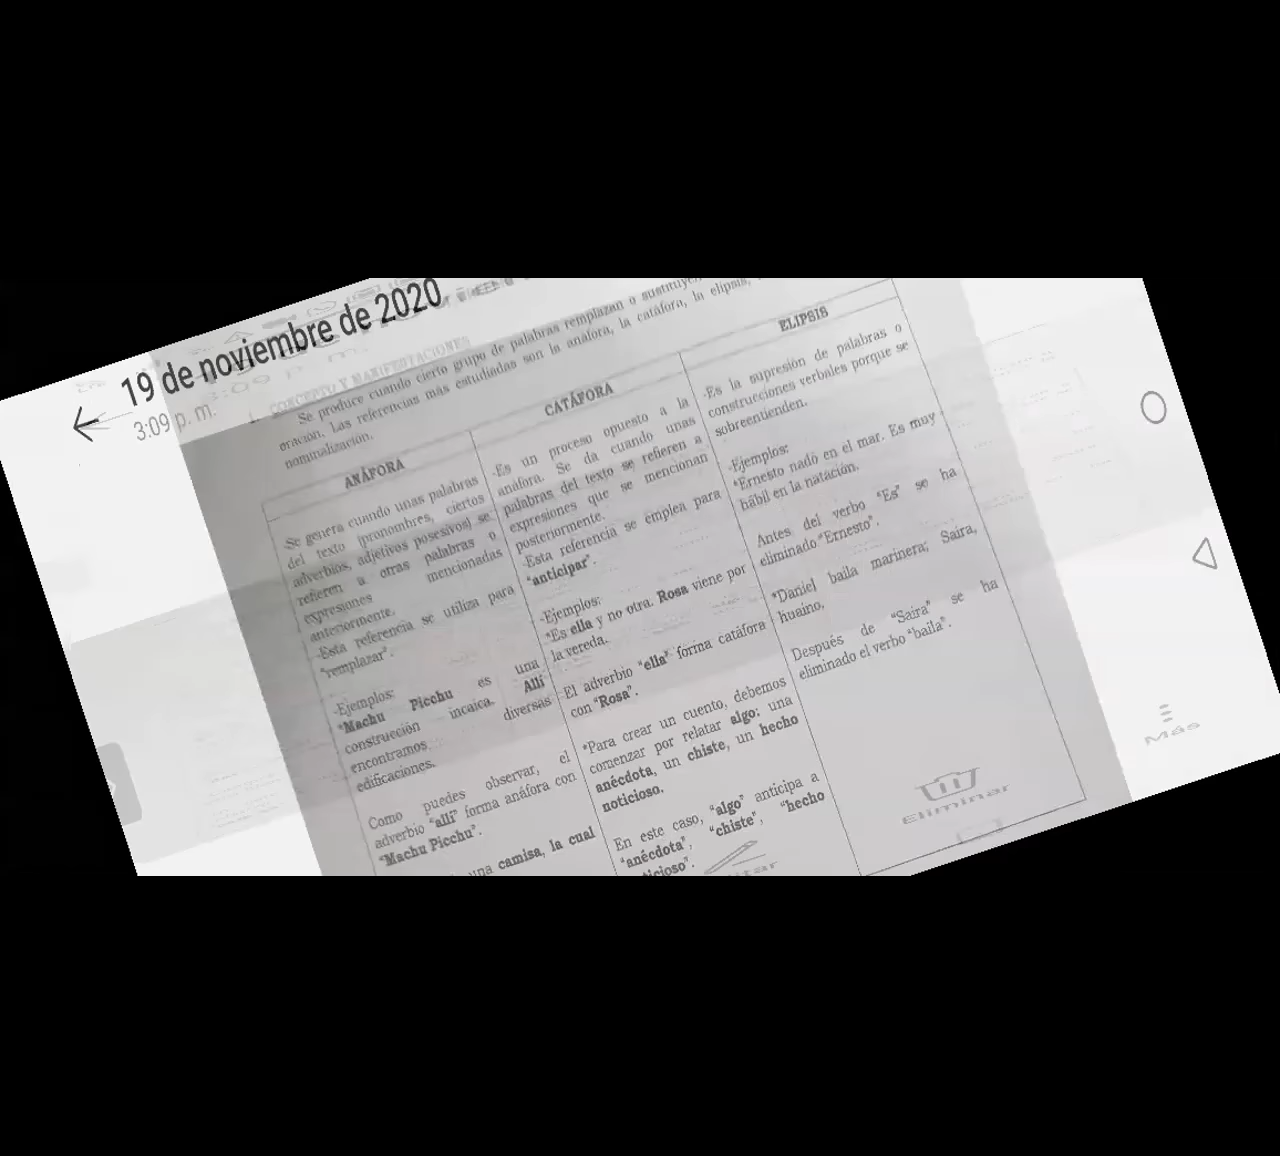 19 de noviembre de 2020
3:09 p. m.
1. CONCEPTO Y MANIFESTACIONES
Se produce cuando cierto grupo de palabras remplazan o sustituyen
oración. Las referencias más estudiadas son la anáfora, la catáfora, la elipsis,
nominalización.
ANÁFORA
-Se genera cuando unas palabras
del texto (pronombres, ciertos
adverbios, adjetivos posesivos) se
refieren a otras palabras o
expresiones mencionadas
anteriormente.
-Esta referencia se utiliza para
"remplazar".
-Ejemplos:
*Machu Picchu es una
construcción incaica. Allí
encontramos diversas
edificaciones.
Como puedes observar, el
adverbio "allí" forma anáfora con
"Machu Picchu".
una camisa, la cual
CATÁFORA
-Es un proceso opuesto a la
anáfora. Se da cuando unas
palabras del texto se refieren a
expresiones que se mencionan
posteriormente.
-Esta referencia se emplea para
"anticipar".
-Ejemplos:
*Es ella y no otra. Rosa viene por
la vereda.
El adverbio "ella" forma catáfora
con "Rosa".
*Para crear un cuento, debemos
comenzar por relatar algo: una
anécdota, un chiste, un hecho
noticioso.
En este caso, "algo" anticipa a
"anécdota", "chiste", "hecho
ticioso".
ELIPSIS
-Es la supresión de palabras o
construcciones verbales porque se
sobreentienden.
-Ejemplos:
*Ernesto nadó en el mar. Es muy
hábil en la natación.
Antes del verbo "Es" se ha
eliminado "Ernesto".
*Daniel baila marinera; Saira,
huaino.
Después de "Saira" se ha
eliminado el verbo "baila".
Eliminar
Más